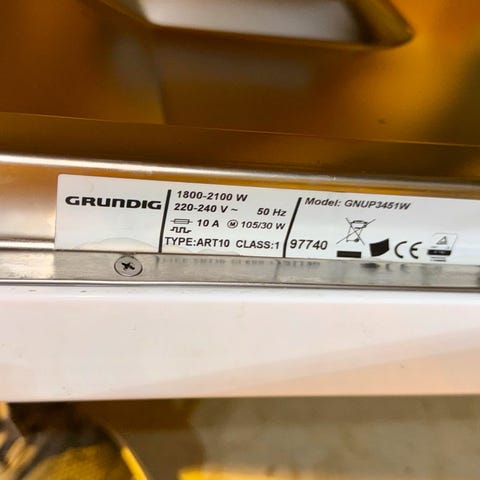 GRUNDIG
1800-2100 W
220-240 V ~ 50 Hz
10 A M 105/30 W
TYPE:ART10 CLASS:1
Model: GNUP3451W
97740
CE